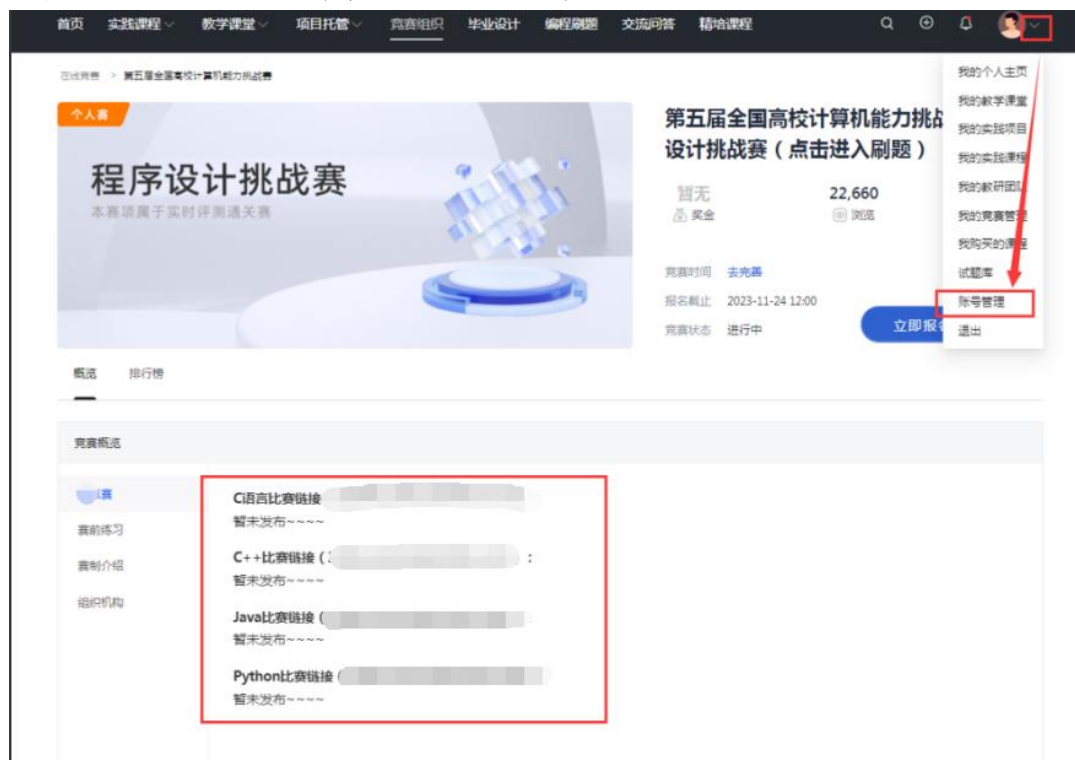 首页 实践课程 教学课堂 项目托管 竞赛组织 毕业设计 编程刷题 交流问答 精培课程
在线竞赛 > 第五届全国高校计算机能力挑战赛
个人赛
程序设计挑战赛
本赛项属于实时评测通关赛
第五届全国高校计算机能力挑战
设计挑战赛(点击进入刷题)
暂无 22,660
奖金 浏览
竞赛时间 去完善
报名截止 2023-11-24 12:00
竞赛状态 进行中
立即报名
我的个人主页
我的教学课堂
我的实践项目
我的实践课程
我的教研团队
我的竞赛管理
我购买的课程
试题库
账号管理
退出
概览 排行榜
竞赛概览
赛
赛前练习
赛制介绍
组织机构
C语言比赛链接
暂未发布~~~~
C++比赛链接( ):
暂未发布~~~~
Java比赛链接( :
暂未发布~~~~
Python比赛链接(
暂未发布~~~~